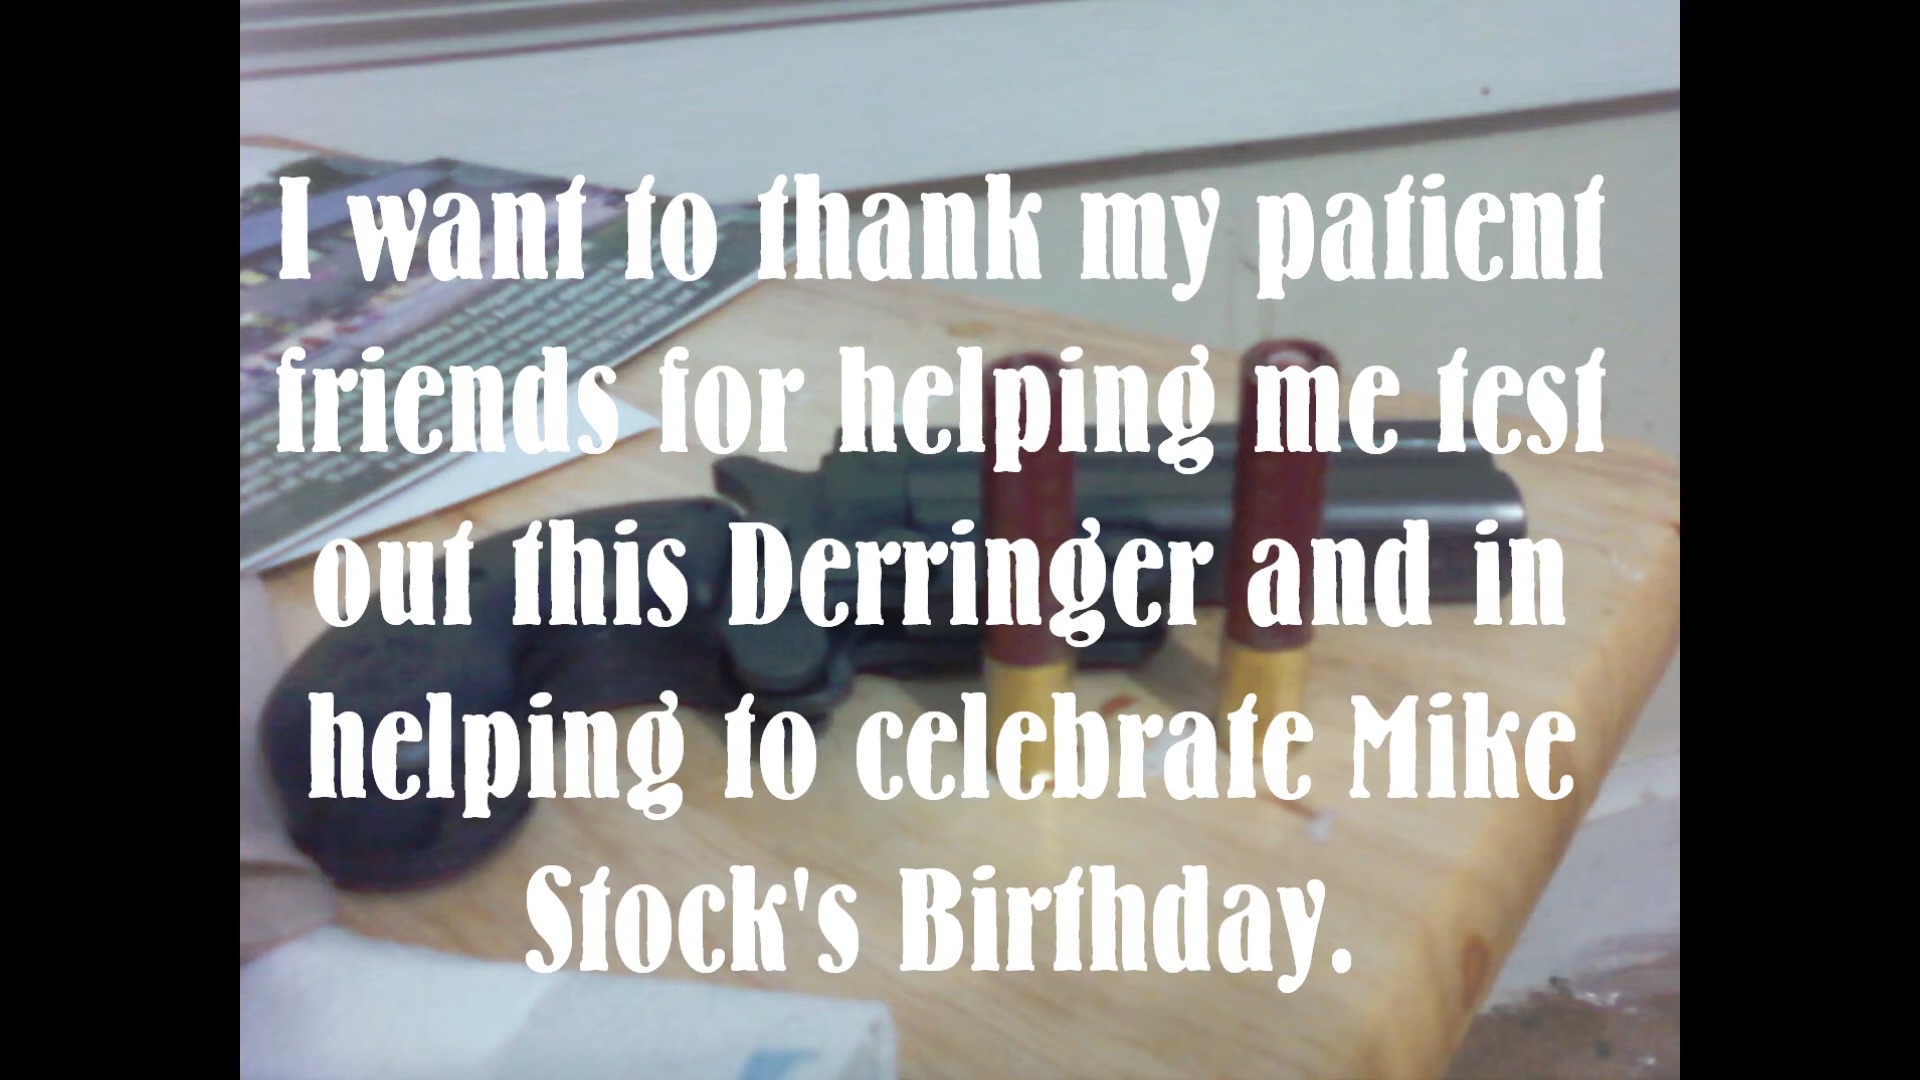 I want to thank my patient
friends for helping me test
out this Derringer and in
helping to celebrate Mike
Stock's Birthday.